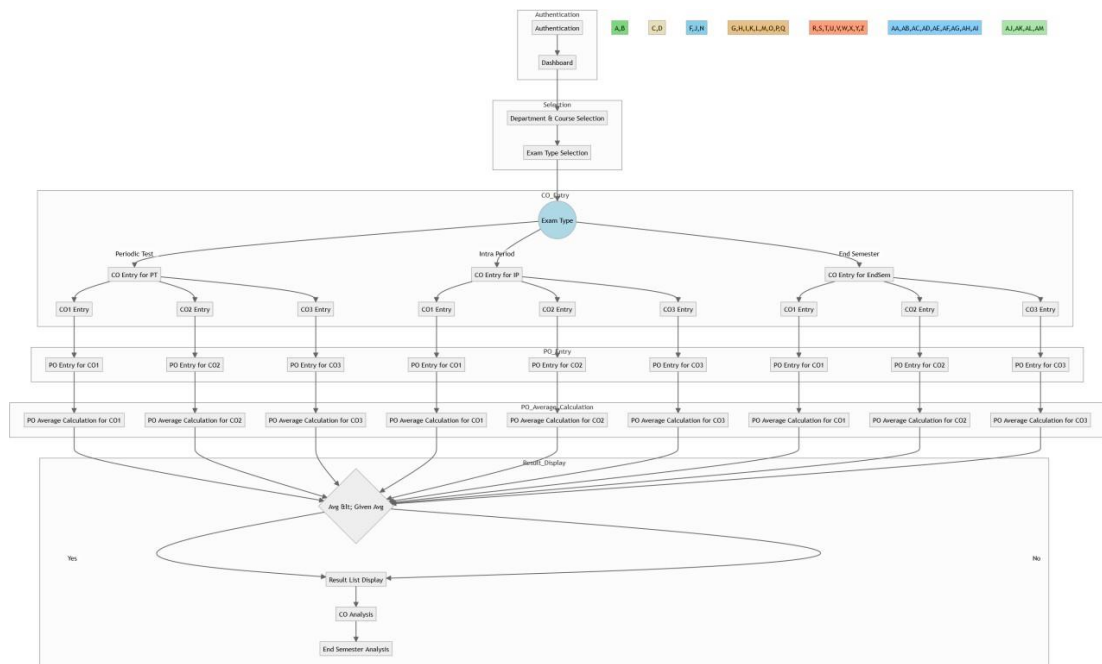 Authentication
Authentication
A,B
C,D
F,J,N
G,H,I,K,L,M,O,P,Q
R,S,T,U,V,W,X,Y,Z
AA,AB,AC,AD,AE,AF,AG,AH,AI
AJ,AK,AL,AM
Dashboard
Selection
Department & Course Selection
Exam Type Selection
CO_Entry
Exam Type
Periodic Test
Intra Period
End Semester
CO Entry for PT
CO Entry for IP
CO Entry for EndSem
CO1 Entry
CO2 Entry
CO3 Entry
CO1 Entry
CO2 Entry
CO3 Entry
CO1 Entry
CO2 Entry
CO3 Entry
PO_Entry
PO Entry for CO1
PO Entry for CO2
PO Entry for CO3
PO Entry for CO1
PO Entry for CO2
PO Entry for CO3
PO Entry for CO1
PO Entry for CO2
PO Entry for CO3
PO_Average_Calculation
PO Average Calculation for CO1
PO Average Calculation for CO2
PO Average Calculation for CO3
PO Average Calculation for CO1
PO Average Calculation for CO2
PO Average Calculation for CO3
PO Average Calculation for CO1
PO Average Calculation for CO2
PO Average Calculation for CO3
Result_Display
Avg &lt; Given Avg
Yes
No
Result List Display
CO Analysis
End Semester Analysis